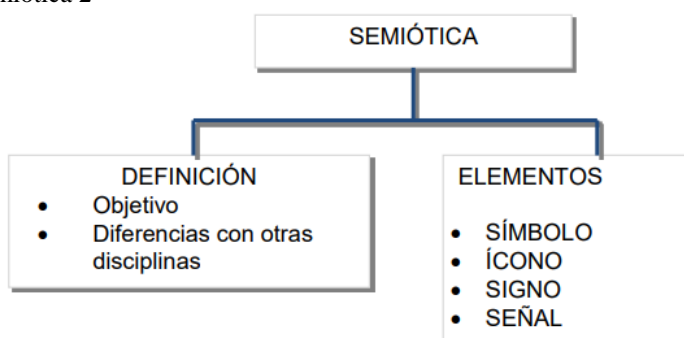 SEMIÓTICA
DEFINICIÓN
• Objetivo
• Diferencias con otras
disciplinas
ELEMENTOS
• SÍMBOLO
• ÍCONO
• SIGNO
• SEÑAL